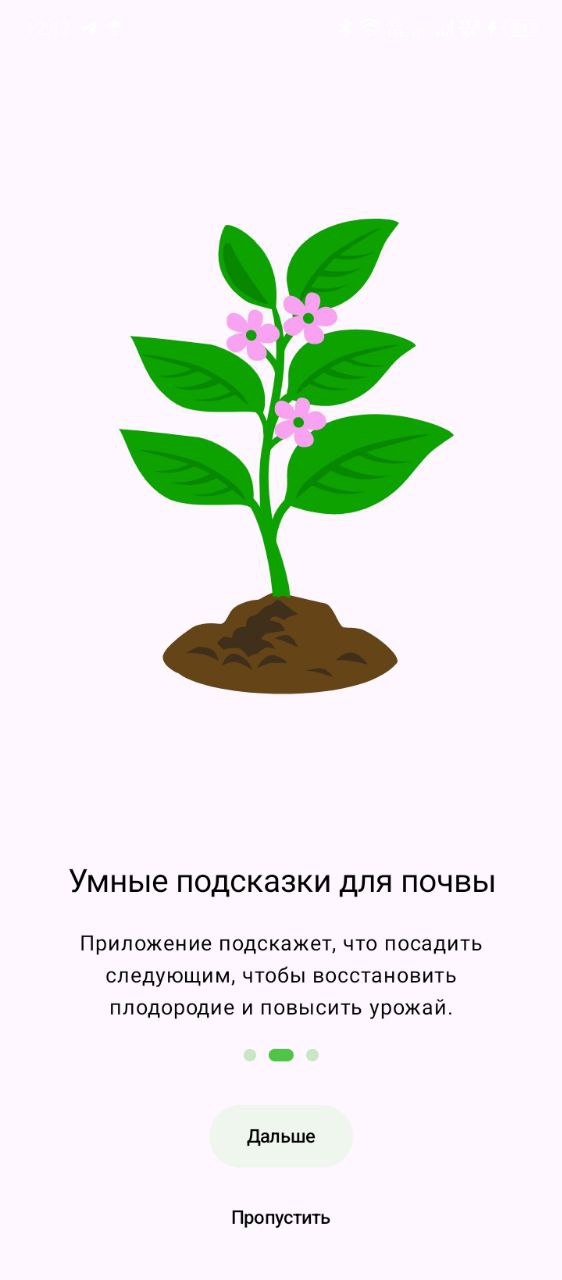 Умные подсказки для почвы
Приложение подскажет, что посадить
следующим, чтобы восстановить
плодородие и повысить урожай.
Дальше
Пропустить